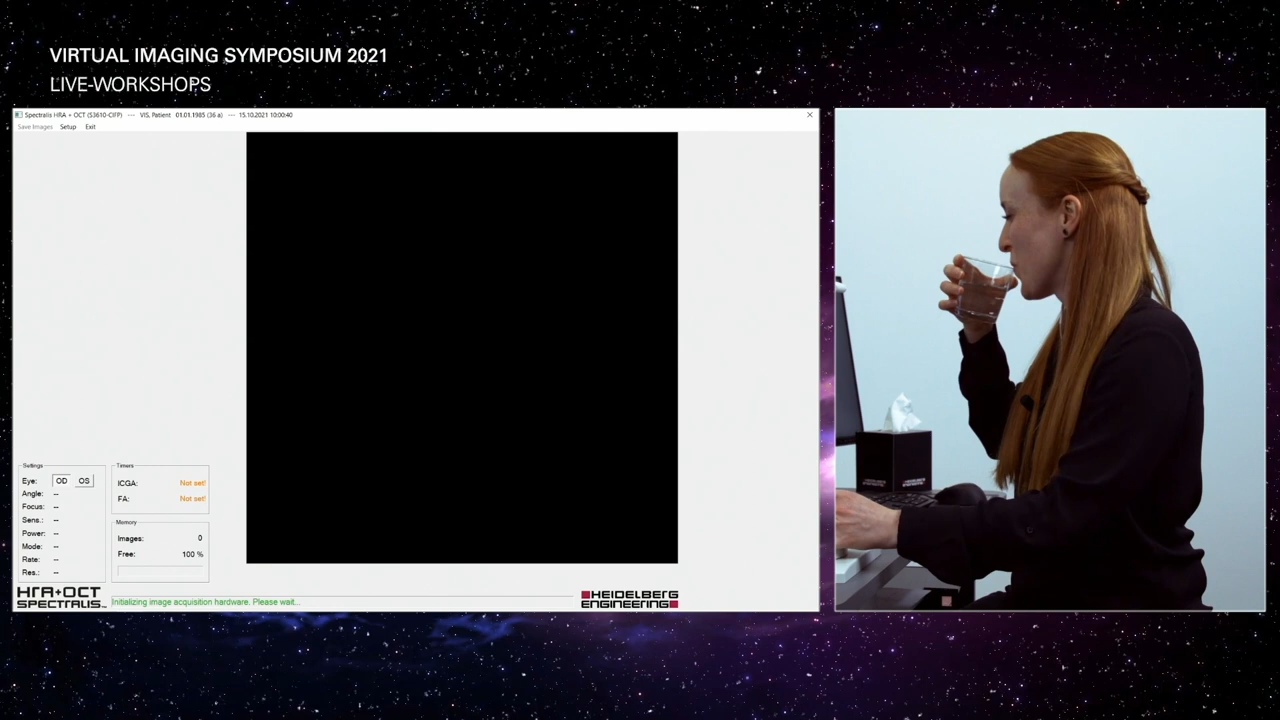 VIRTUAL IMAGING SYMPOSIUM 2021
LIVE-WORKSHOPS
Spectralis HRA + OCT (S3610-CIFP) --- VIS, Patient 01.01.1985 (36 a) --- 15.10.2021 10:00:40
Save Images Setup Exit
Settings
Eye: OD OS
Angle: --
Focus: --
Sens.: --
Power: --
Mode: --
Rate: --
Res.: --
Timers
ICGA: Not set!
FA: Not set!
Memory
Images: 0
Free: 100 %
HRA+OCT
SPECTRALIS
Initializing image acquisition hardware. Please wait...
HEIDELBERG
ENGINEERING